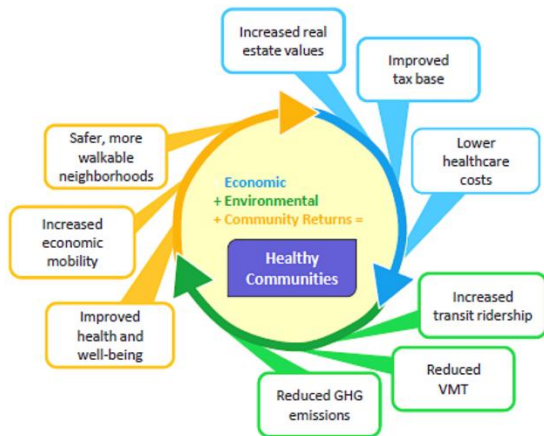 Increased real
estate values
Improved
tax base
Lower
healthcare
costs
Increased
transit ridership
Reduced
VMT
Reduced GHG
emissions
Improved
health and
well-being
Increased
economic
mobility
Safer, more
walkable
neighborhoods
Economic
+ Environmental
+ Community Returns =
Healthy
Communities